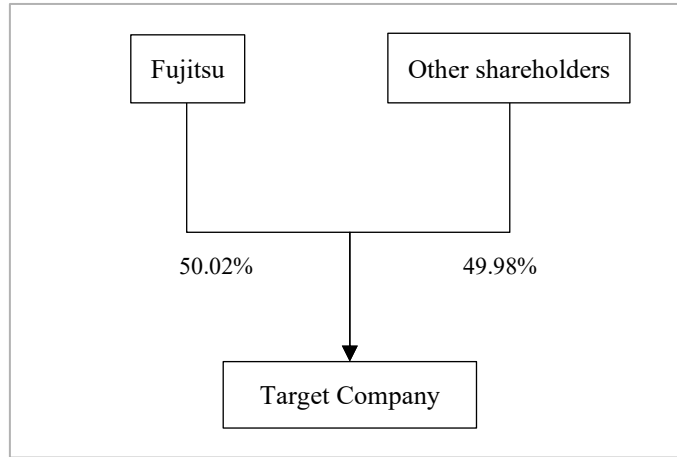 Fujitsu
Other shareholders
50.02%
49.98%
Target Company